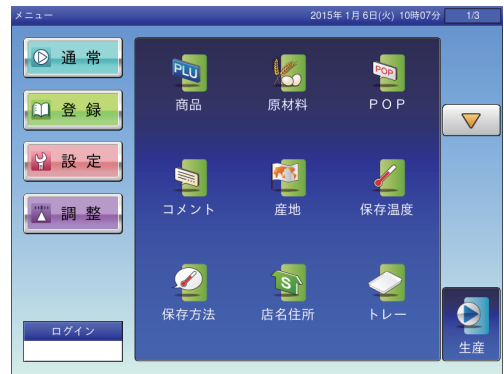 メニュー
2015年 1月 6日(火) 10時07分
1/3
通 常
登 録
設 定
調 整
PLU
商品
原材料
POP
POP
コメント
産地
保存温度
保存方法
S
店名住所
トレー
ログイン
生産